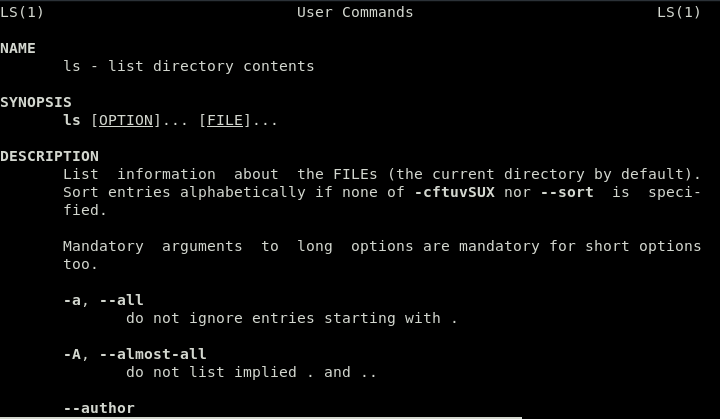 LS(1) User Commands LS(1)
NAME
ls - list directory contents
SYNOPSIS
ls [OPTION]... [FILE]...
DESCRIPTION
List information about the FILEs (the current directory by default).
Sort entries alphabetically if none of -cftuvSUX nor --sort is speci-
fied.
Mandatory arguments to long options are mandatory for short options
too.
-a, --all
do not ignore entries starting with .
-A, --almost-all
do not list implied . and ..
--author